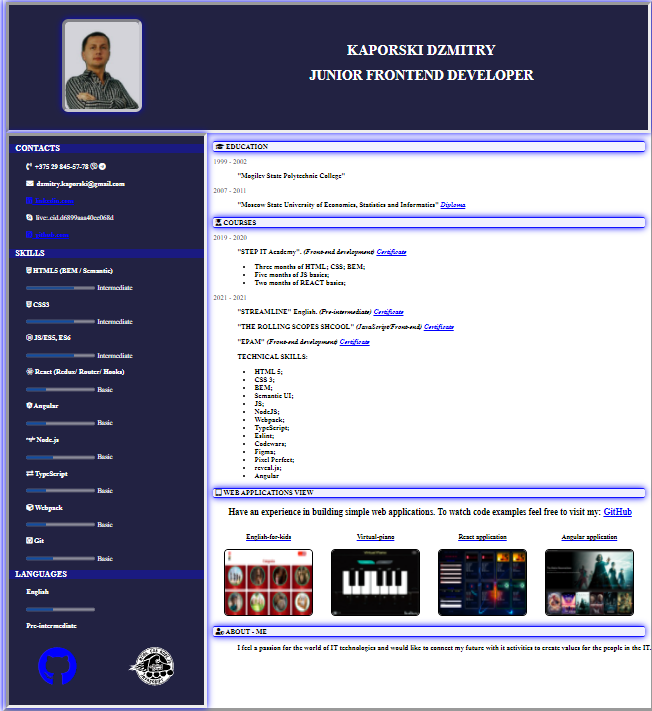 KAPORSKI DZMITRY
JUNIOR FRONTEND DEVELOPER
CONTACTS
+375 29 845-57-78
dzmitry.kaporski@gmail.com
live:.cid.d6899aaa40ec068d
SKILLS
HTML5 (BEM / Semantic)
Intermediate
CSS3
Intermediate
JS/ES5, ES6
Intermediate
React (Redux/ Router/ Hooks)
Basic
Angular
Basic
Node.js
Basic
TypeScript
Basic
Webpack
Basic
Git
Basic
LANGUAGES
English
Pre-intermediate
EDUCATION
1999 - 2002
"Mogilev State Polytechnic College"
2007 - 2011
"Moscow State University of Economics, Statistics and Informatics" Diploma
COURSES
2019 - 2020
"STEP IT Academy". (Front-end development) Certificate
Three months of HTML; CSS; BEM;
Five months of JS basics;
Two months of REACT basics;
2021 - 2021
"STREAMLINE" English. (Pre-intermediate) Certificate
"THE ROLLING SCOPES SHCOOL" (JavaScript/Front-end) Certificate
"EPAM" (Front-end development) Certificate
TECHNICAL SKILLS:
HTML 5;
CSS 3;
BEM;
Semantic UI;
JS;
NodeJS;
Webpack;
TypeScript;
Eslint;
Codewars;
Figma;
Pixel Perfect;
reveal.js;
Angular
WEB APPLICATIONS VIEW
Have an experience in building simple web applications. To watch code examples feel free to visit my: GitHub
English-for-kids
Virtual-piano
React application
Angular application
ABOUT - ME
I feel a passion for the world of IT technologies and would like to connect my future with it activities to create values for the people in the IT.